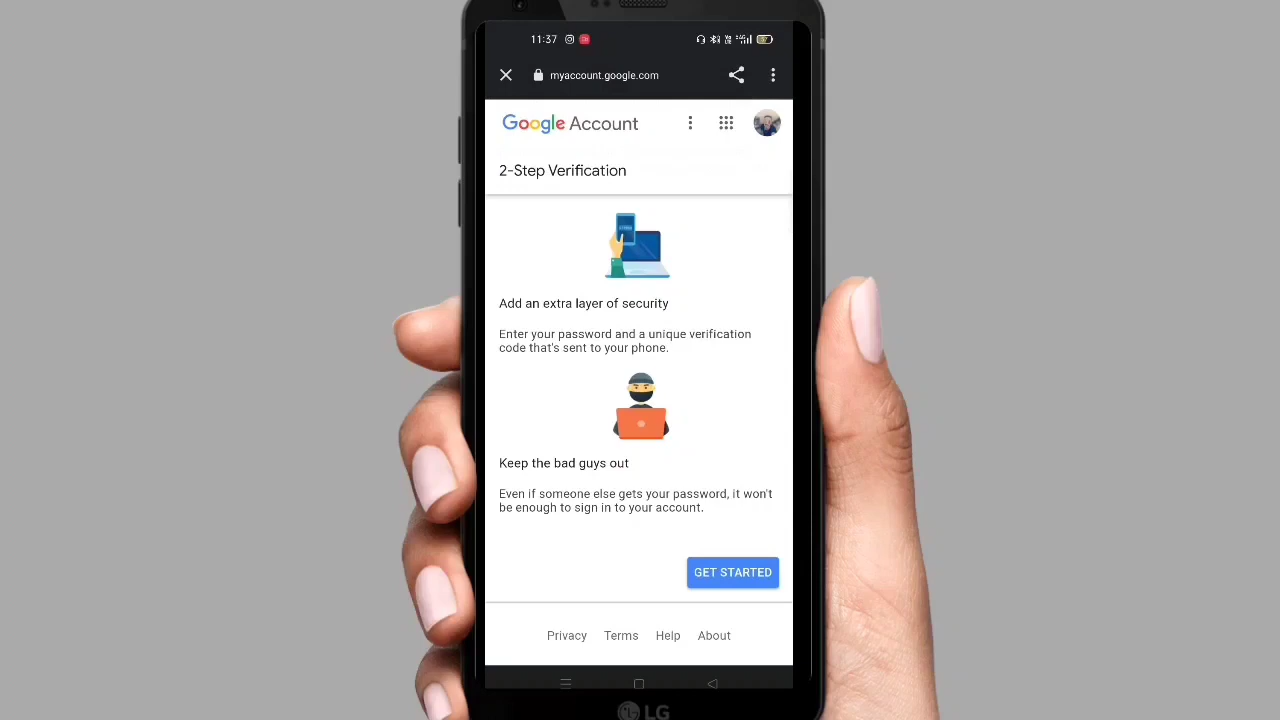 11:37
myaccount.google.com
Google Account
2-Step Verification
Add an extra layer of security
Enter your password and a unique verification
code that's sent to your phone.
Keep the bad guys out
Even if someone else gets your password, it won't
be enough to sign in to your account.
GET STARTED
Privacy Terms Help About
LG